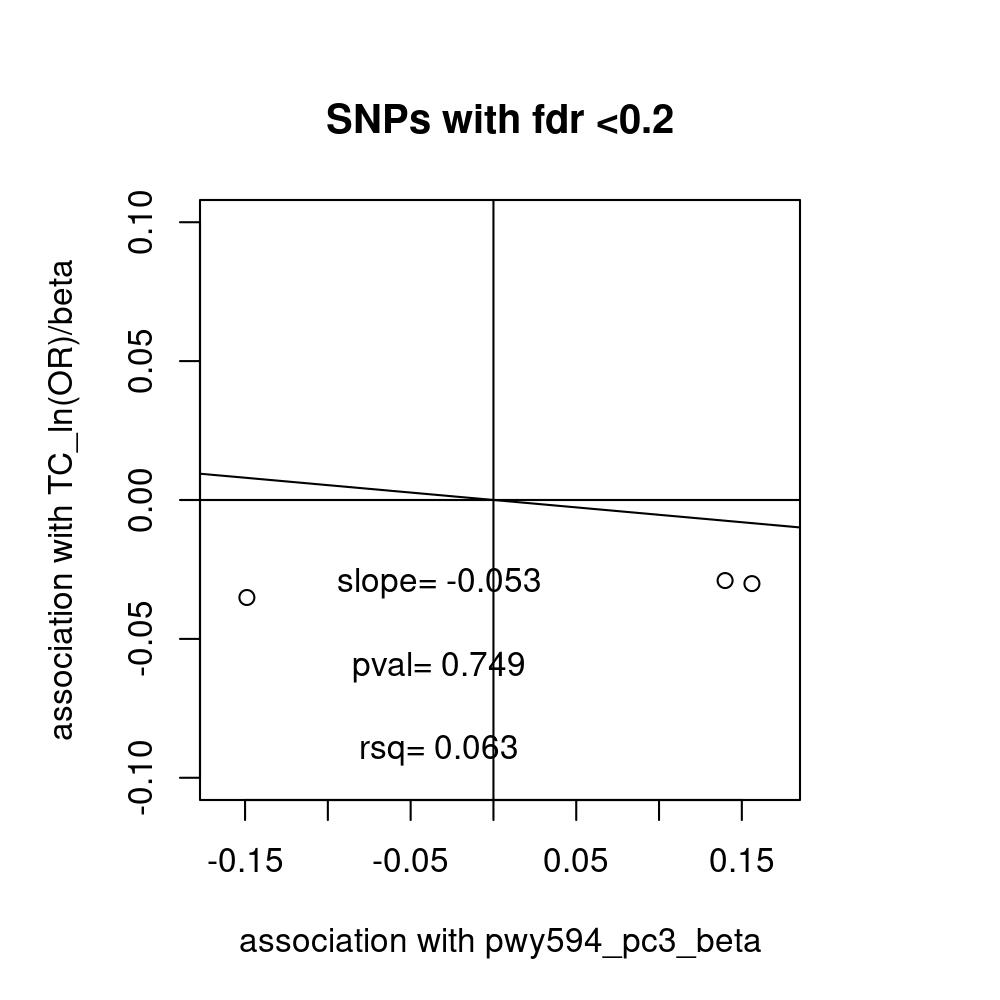 SNPs with fdr <0.2
association with TC_ln(OR)/beta
0.10
0.05
0.00
-0.05
-0.10
slope= -0.053
pval= 0.749
rsq= 0.063
-0.15 -0.05 0.05 0.15
association with pwy594_pc3_beta